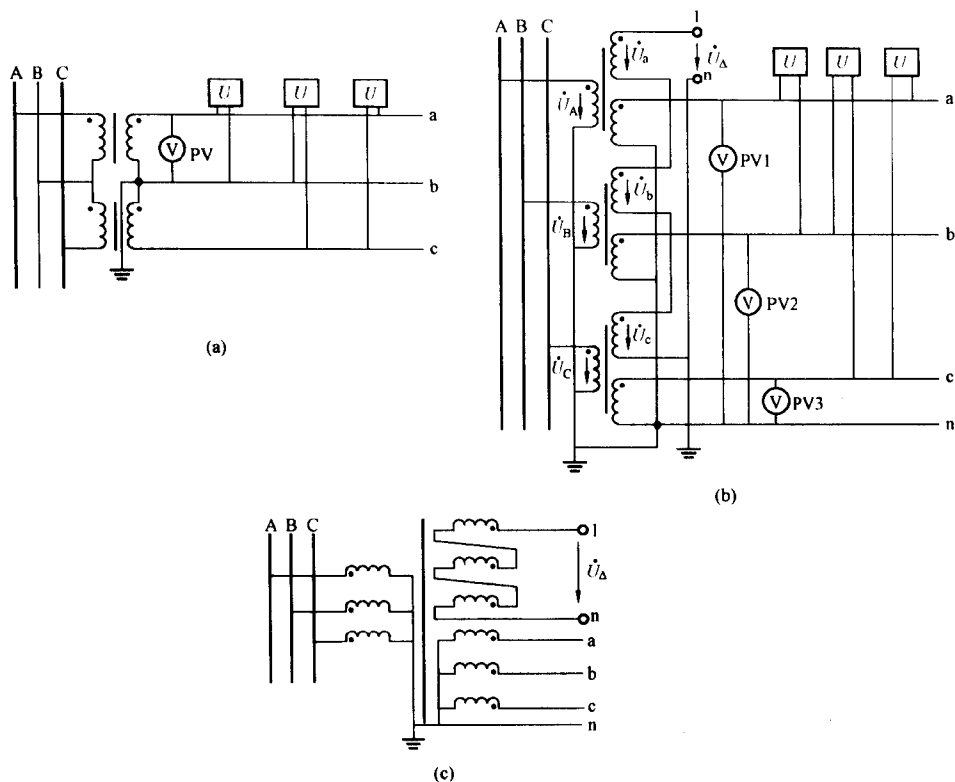 A B C
U U U
a
V PV
b
c
(a)
A B C
1
U̇a U̇Δ
n
U U U
U̇A
a
V PV1
U̇b
U̇B
b
V PV2
U̇c
U̇C
c
V PV3
n
(b)
A B C
1
U̇Δ
n
a
b
c
n
(c)